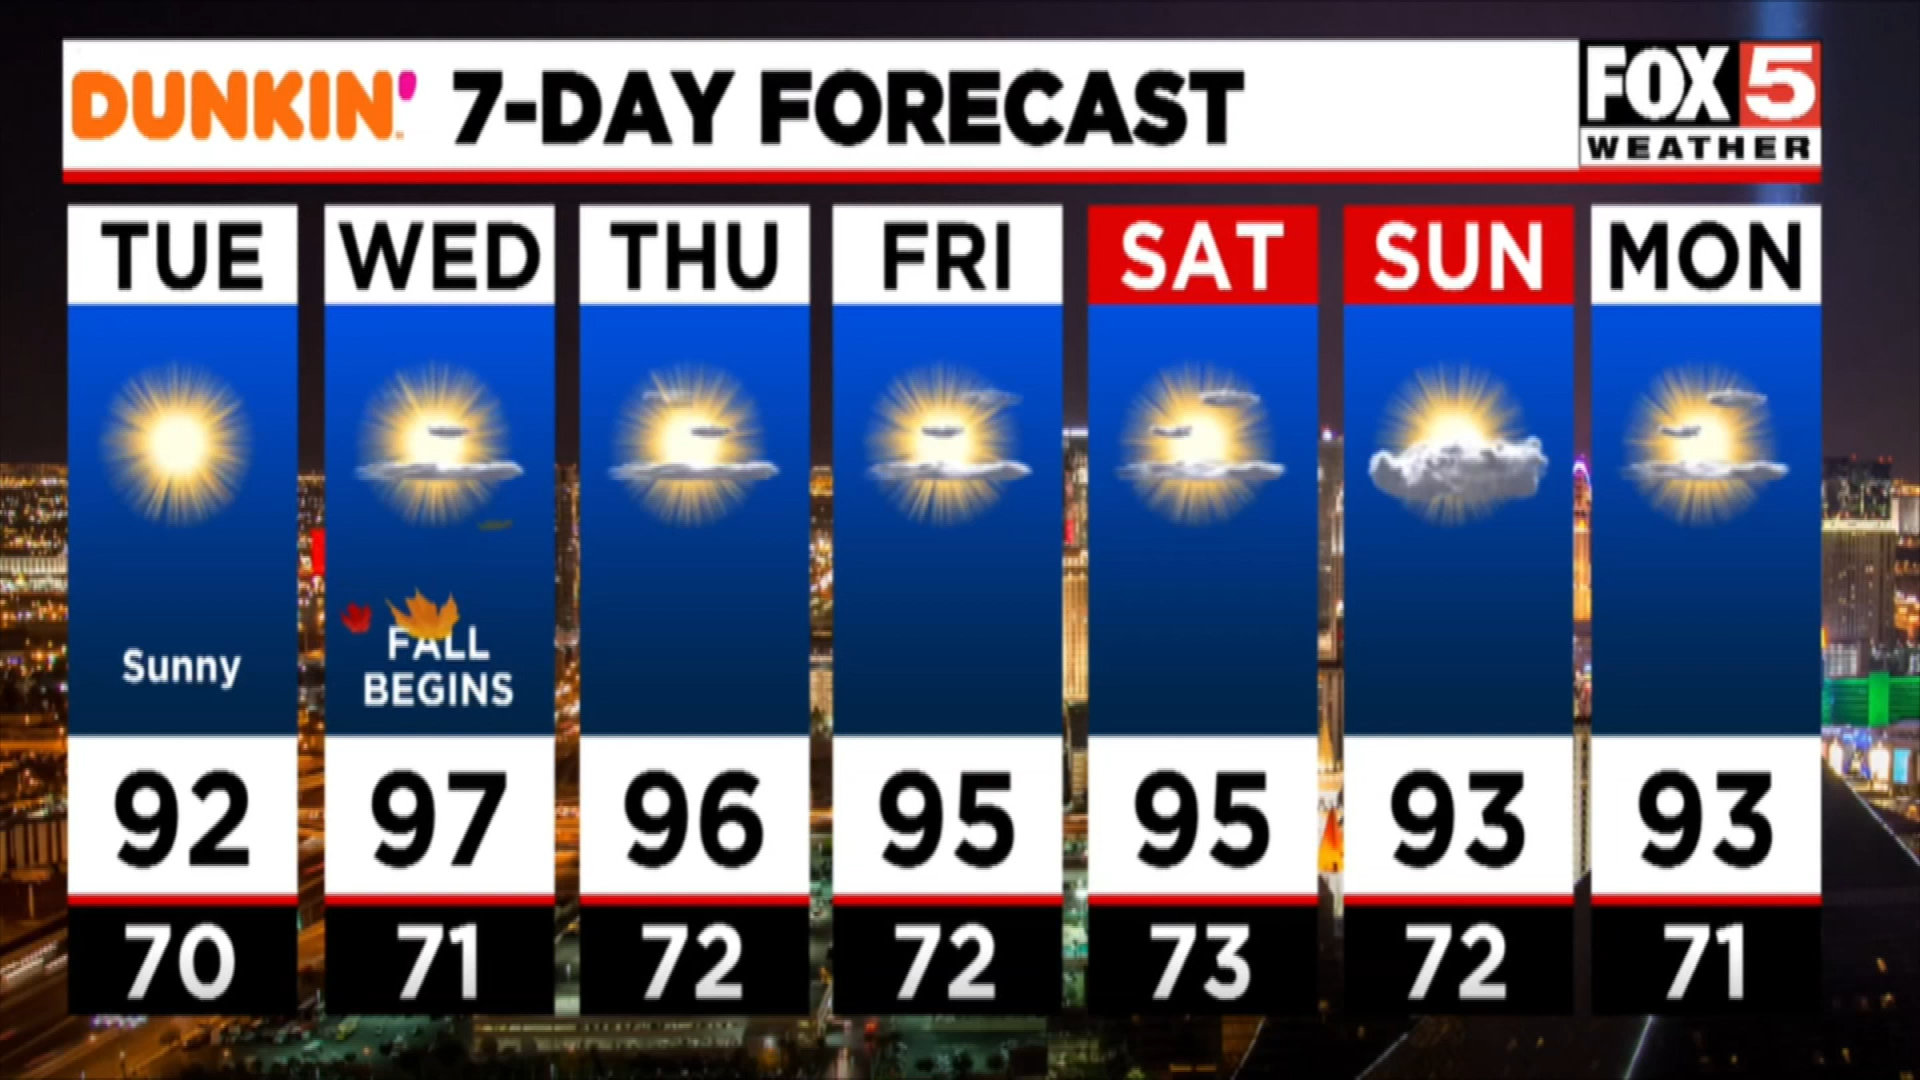 DUNKIN' 7-DAY FORECAST
FOX 5
WEATHER
TUE WED THU FRI SAT SUN MON
Sunny
FALL
BEGINS
92 97 96 95 95 93 93
70 71 72 72 73 72 71